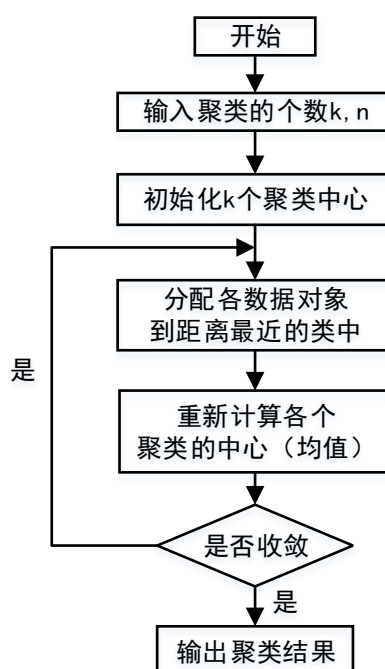 开始
输入聚类的个数k,n
初始化k个聚类中心
分配各数据对象
到距离最近的类中
是
重新计算各个
聚类的中心（均值）
是否收敛
是
输出聚类结果